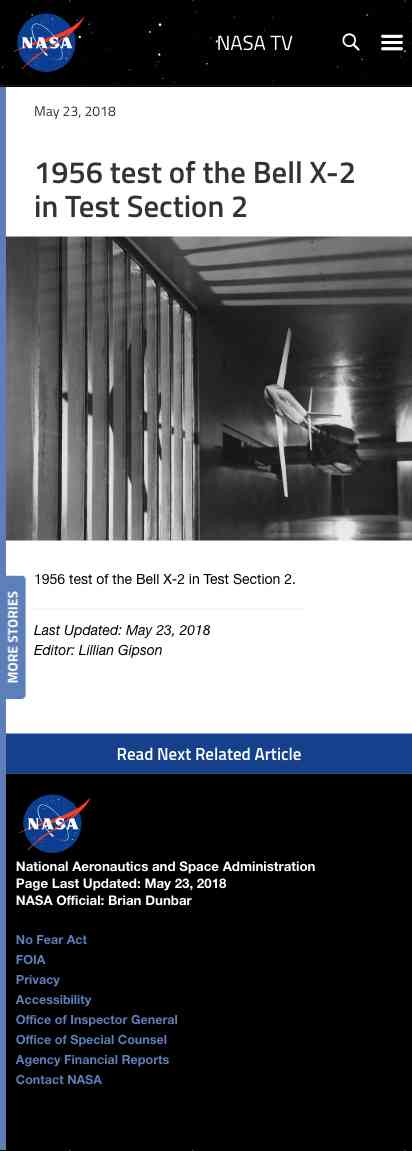 NASA
NASA TV
May 23, 2018
1956 test of the Bell X-2
in Test Section 2
1956 test of the Bell X-2 in Test Section 2.
Last Updated: May 23, 2018
Editor: Lillian Gipson
MORE STORIES
Read Next Related Article
NASA
National Aeronautics and Space Administration
Page Last Updated: May 23, 2018
NASA Official: Brian Dunbar
No Fear Act
FOIA
Privacy
Accessibility
Office of Inspector General
Office of Special Counsel
Agency Financial Reports
Contact NASA